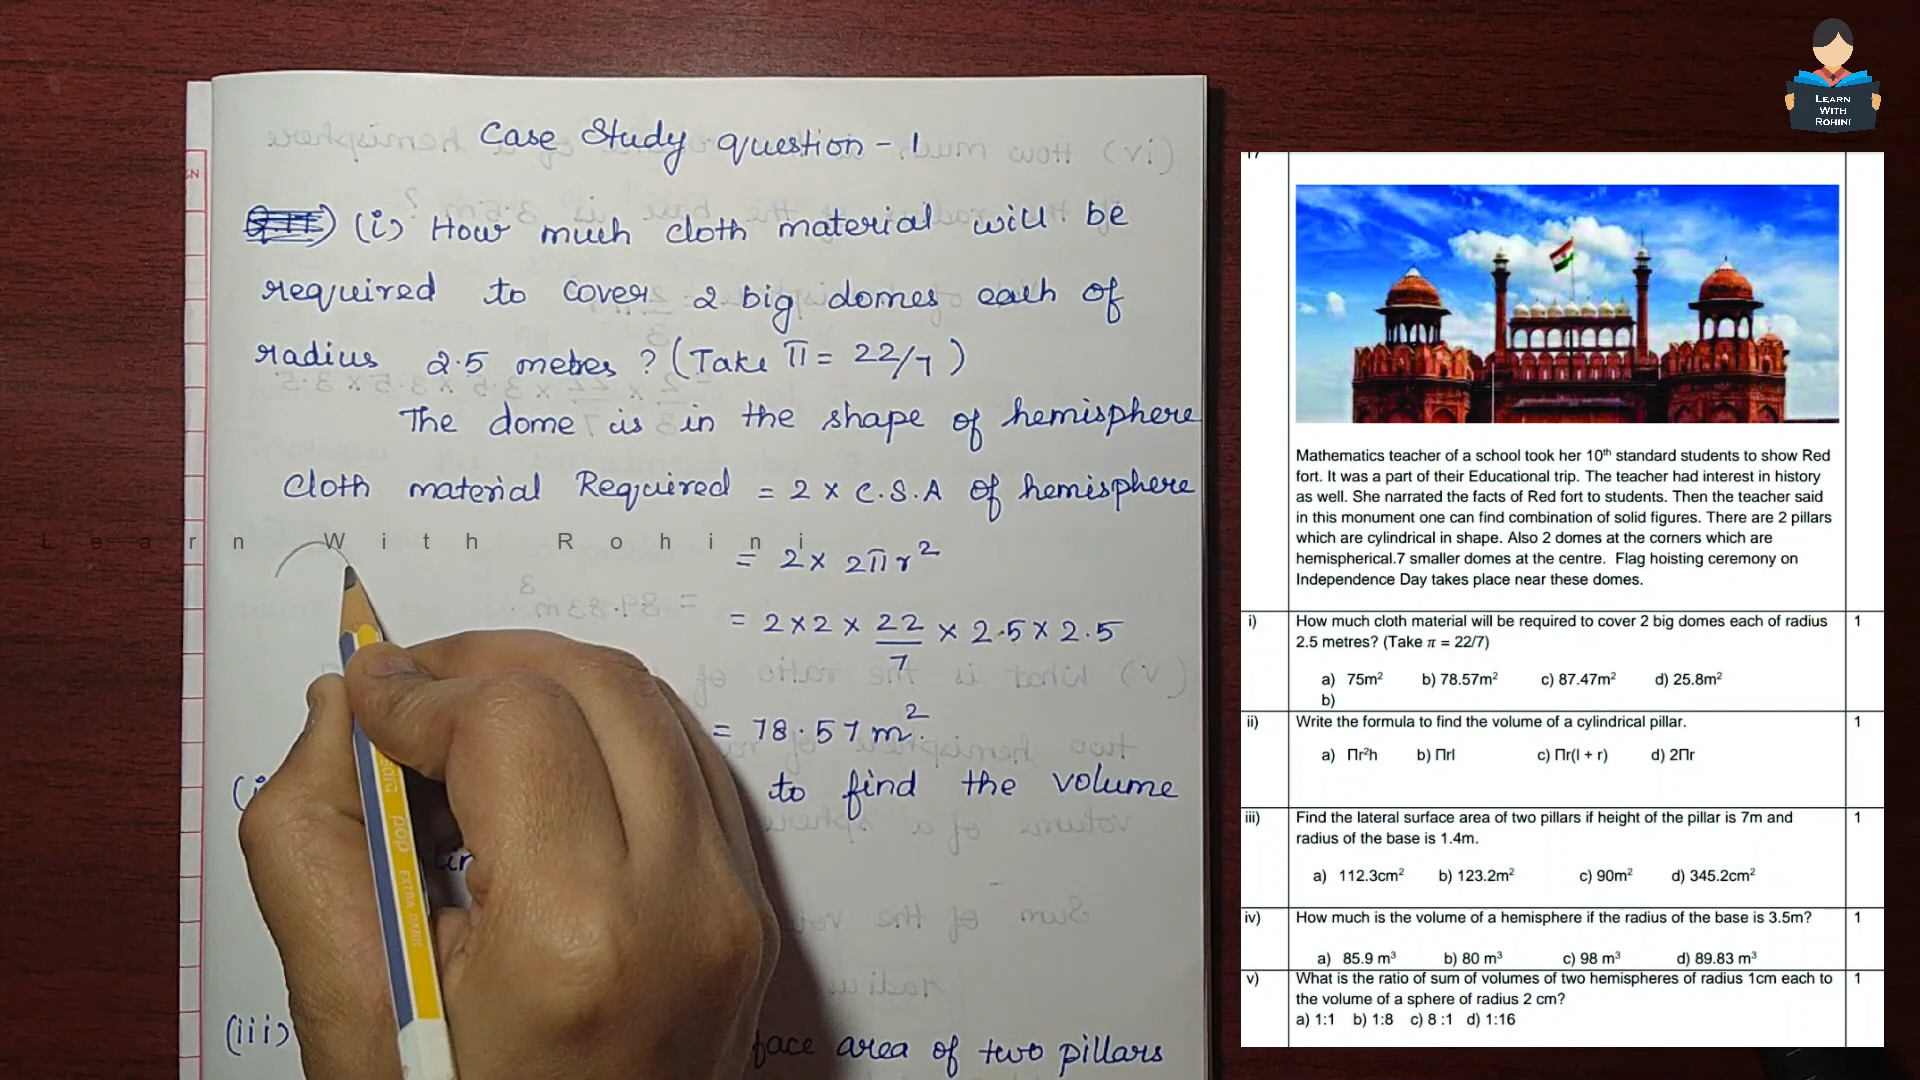 Case Study question - 1
(i) How much cloth material will be
required to cover 2 big domes each of
radius 2.5 metres ? (Take π = 22/7)
The dome is in the shape of hemisphere
Cloth material Required = 2 × C.S.A of hemisphere
Learn With Rohini
= 2 × 2πr²
= 2×2 × 22/7 × 2.5 × 2.5
= 78.57 m².
to find the volume
(iii)
area of two pillars
LEARN
WITH
ROHINI
Mathematics teacher of a school took her 10th standard students to show Red
fort. It was a part of their Educational trip. The teacher had interest in history
as well. She narrated the facts of Red fort to students. Then the teacher said
in this monument one can find combination of solid figures. There are 2 pillars
which are cylindrical in shape. Also 2 domes at the corners which are
hemispherical.7 smaller domes at the centre. Flag hoisting ceremony on
Independence Day takes place near these domes.
i) How much cloth material will be required to cover 2 big domes each of radius 1
2.5 metres? (Take π = 22/7)
a) 75m² b) 78.57m² c) 87.47m² d) 25.8m²
b)
ii) Write the formula to find the volume of a cylindrical pillar. 1
a) Πr²h b) Πrl c) Πr(l + r) d) 2Πr
iii) Find the lateral surface area of two pillars if height of the pillar is 7m and 1
radius of the base is 1.4m.
a) 112.3cm² b) 123.2m² c) 90m² d) 345.2cm²
iv) How much is the volume of a hemisphere if the radius of the base is 3.5m? 1
a) 85.9 m³ b) 80 m³ c) 98 m³ d) 89.83 m³
v) What is the ratio of sum of volumes of two hemispheres of radius 1cm each to 1
the volume of a sphere of radius 2 cm?
a) 1:1 b) 1:8 c) 8 :1 d) 1:16